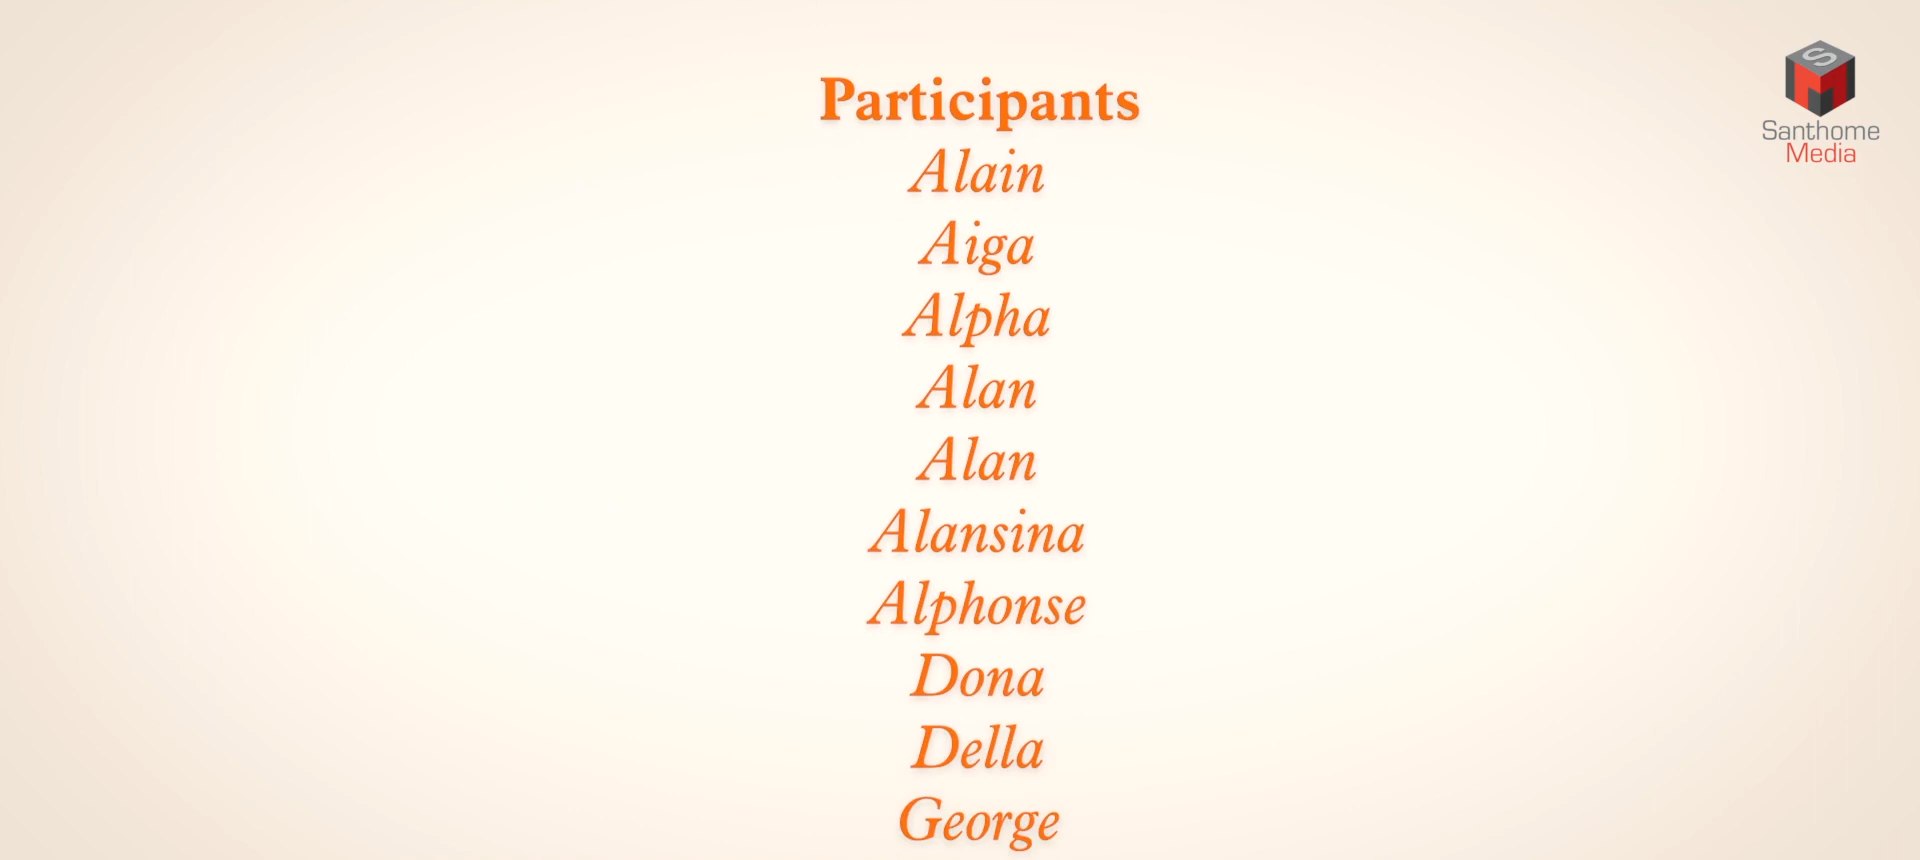 Participants
Alain
Aiga
Alpha
Alan
Alan
Alansina
Alphonse
Dona
Della
George
S
Santhome
Media